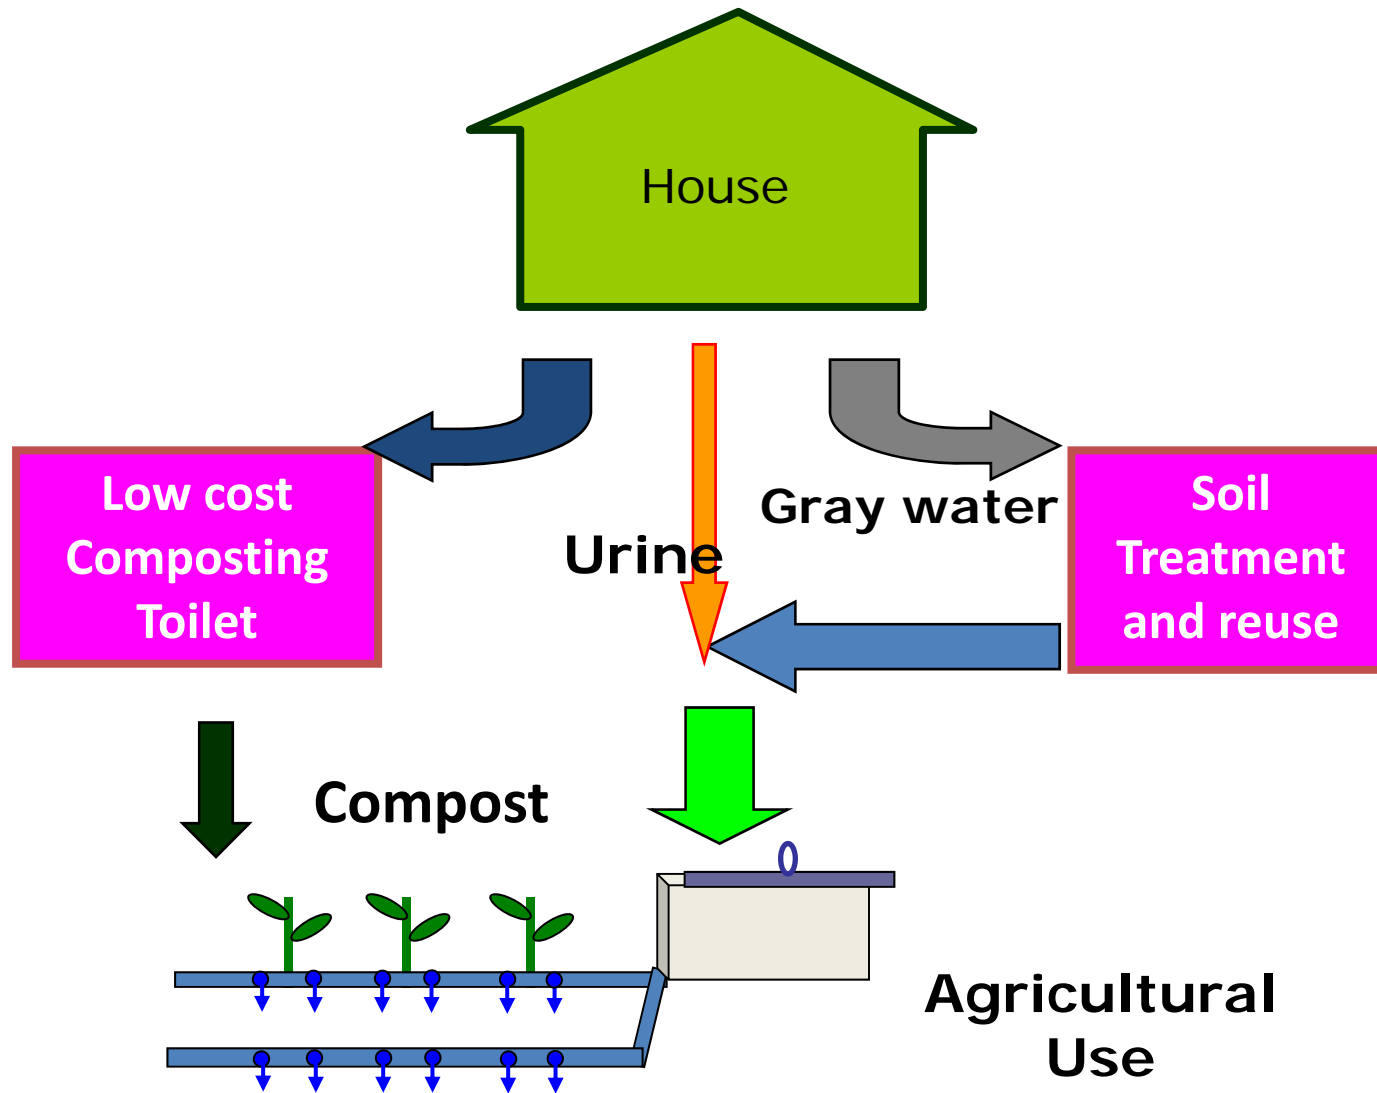 House
Low cost
Composting
Toilet
Urine
Gray water
Soil
Treatment
and reuse
Compost
Agricultural
Use